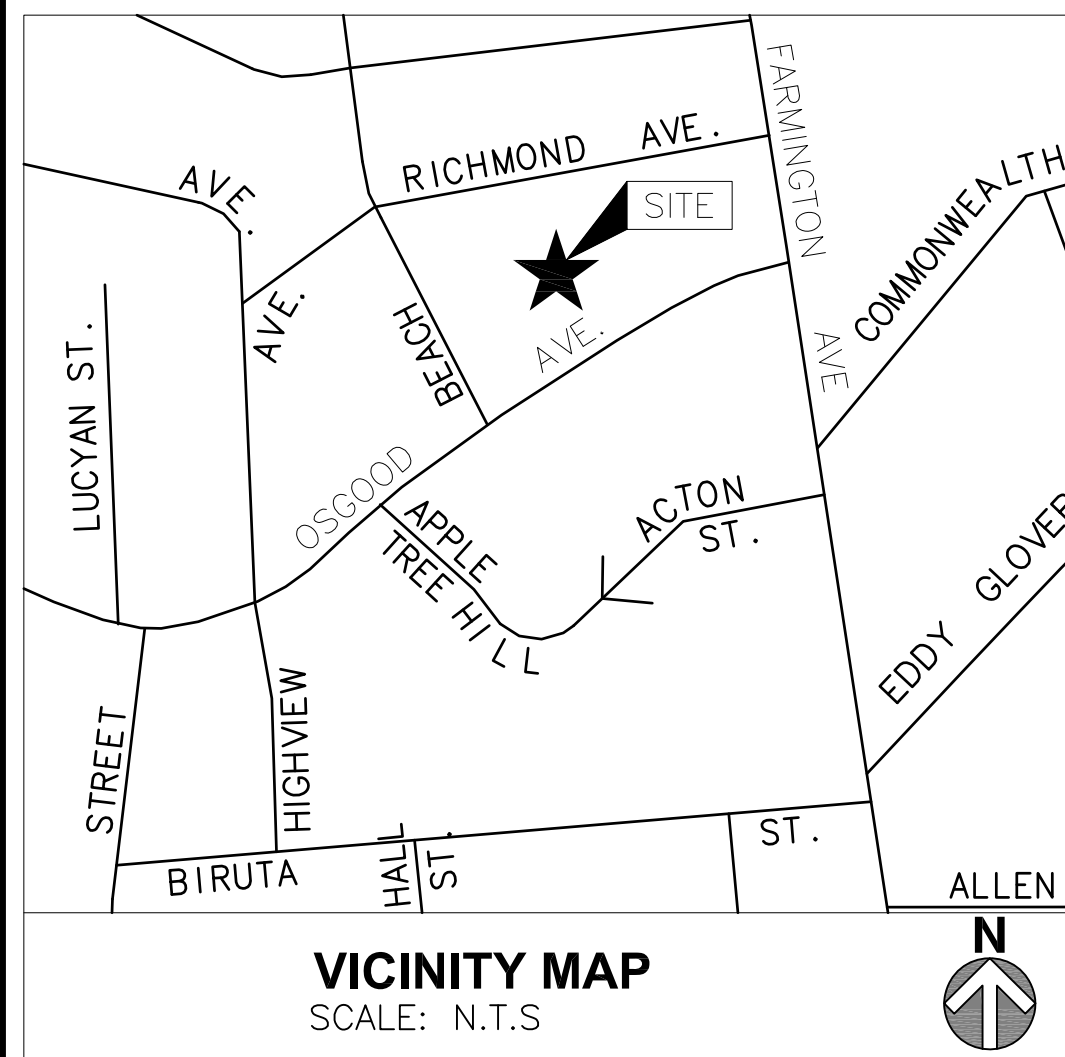 FARMINGTON
AVE
RICHMOND AVE.
AVE.
SITE
COMMONWEALTH
AVE.
BEACH
AVE.
LUCYAN ST.
OSGOOD
APPLE
TREE HILL
ACTON
ST.
EDDY GLOVER
STREET
HIGHVIEW
BIRUTA
HALL
ST.
ST.
ALLEN
VICINITY MAP
SCALE: N.T.S
N